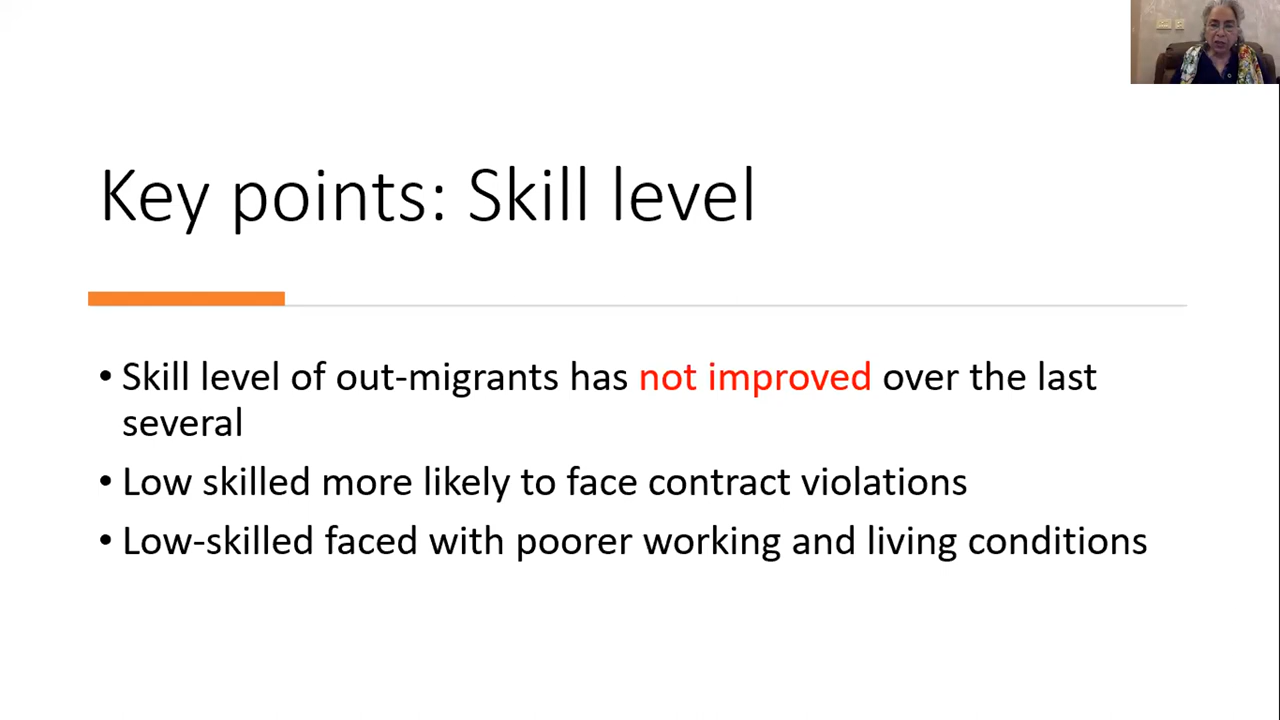 Key points: Skill level
• Skill level of out-migrants has not improved over the last
several
• Low skilled more likely to face contract violations
• Low-skilled faced with poorer working and living conditions